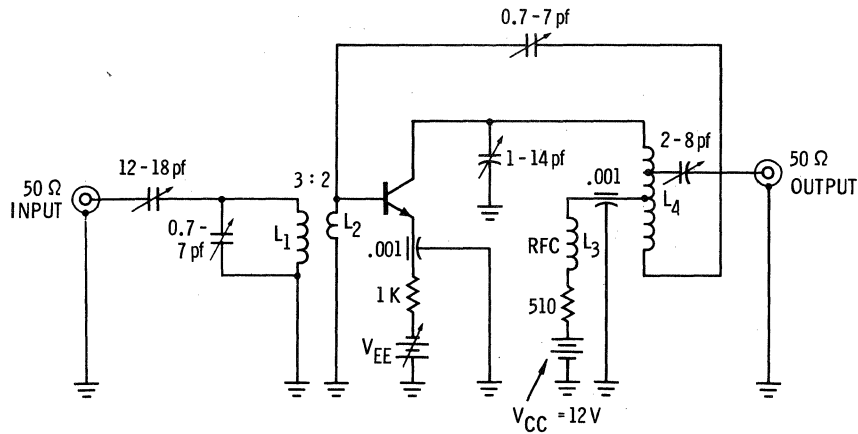 0.7-7 pf
12-18 pf
50 Ω
INPUT
0.7-
7 pf
L1
3 : 2
L2
.001
1 K
VEE
1-14 pf
.001
RFC
L3
510
VCC = 12 V
2-8 pf
L4
50 Ω
OUTPUT